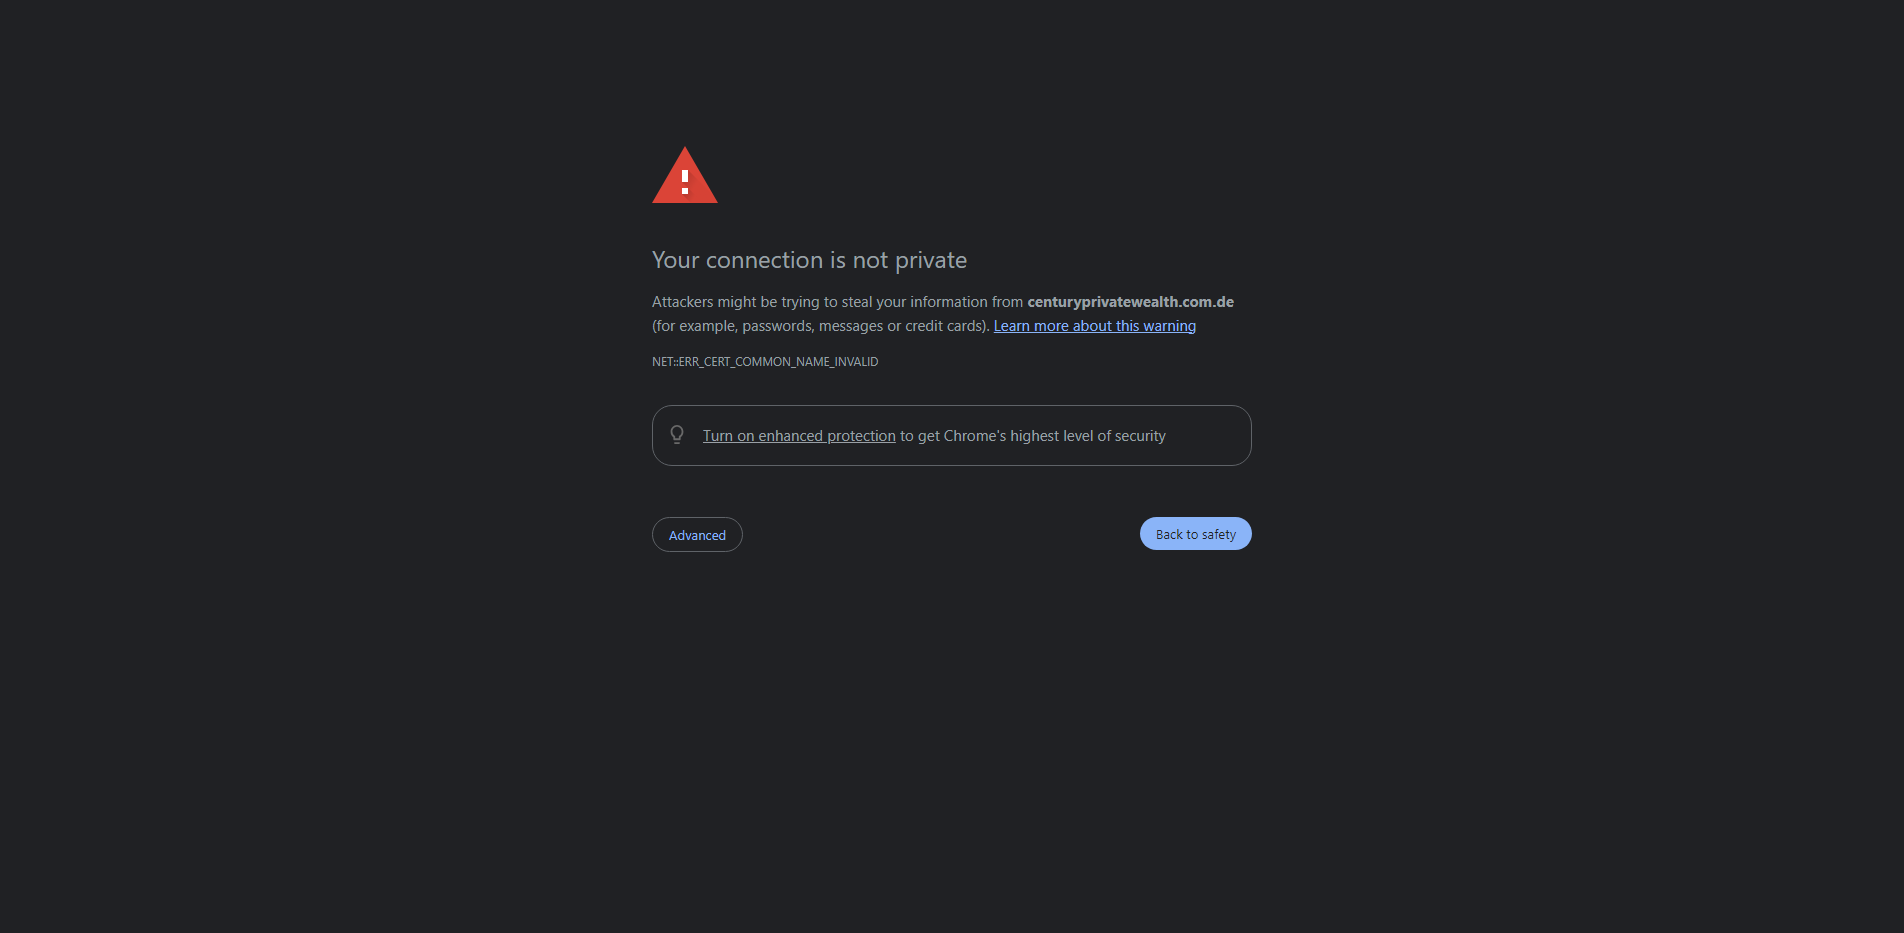 Your connection is not private
Attackers might be trying to steal your information from centuryprivatewealth.com.de
(for example, passwords, messages or credit cards). Learn more about this warning
NET::ERR_CERT_COMMON_NAME_INVALID
Turn on enhanced protection to get Chrome's highest level of security
Advanced
Back to safety